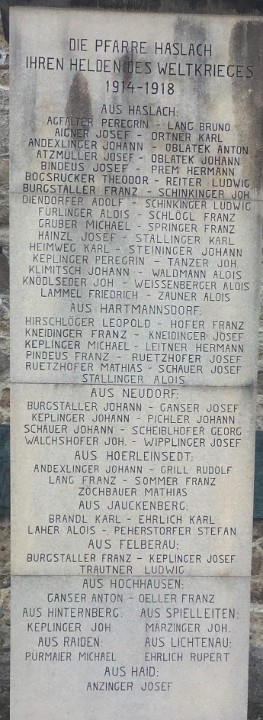 DIE PFARRE HASLACH
IHREN HELDEN DES WELTKRIEGES
1914-1918
AUS HASLACH:
AGFALTER PEREGRIN - LANG BRUNO
AIGNER JOSEF - ORTNER KARL
ANDEXLINGER JOHANN - OBLATEK ANTON
ATZMÜLLER JOSEF - OBLATEK JOHANN
BINDEUS JOSEF - PREM HERMANN
BOGSRUCKER THEODOR - REITER LUDWIG
BURGSTALLER FRANZ - SCHINKINGER JOH
DIENDORFER ADOLF - SCHINKINGER LUDWIG
FÜRLINGER ALOIS - SCHLÖGL FRANZ
GRUBER MICHAEL - SPRINGER FRANZ
HAINZL JOSEF - STALLINGER KARL
HEIMWEG KARL - STEININGER JOHANN
KEPLINGER PEREGRIN - TANZER JOH.
KLIMITSCH JOHANN - WALDMANN ALOIS
KNÖDLSEDER JOH - WEISSENBERGER ALOIS
LAMMEL FRIEDRICH - ZAUNER ALOIS
AUS HARTMANNSDORF:
HIRSCHLÖGER LEOPOLD - HOFER FRANZ
KNEIDINGER FRANZ - KNEIDINGER JOSEF
KEPLINGER MICHAEL - LEITNER HERMANN
PINDEUS FRANZ - RUETZHOFER JOSEF
RUETZHOFER MATHIAS - SCHAUER JOSEF
STALLINGER ALOIS
AUS NEUDORF:
BURGSTALLER JOHANN - GANSER JOSEF
KEPLINGER JOHANN - PICHLER JOHANN
SCHAUER JOHANN - SCHEIBLHOFER GEORG
WALCHSHOFER JOH. - WIPPLINGER JOSEF
AUS HOERLEINSEDT:
ANDEXLINGER JOHANN - GRILL RUDOLF
LANG FRANZ - SOMMER FRANZ
ZÖCHBAUER MATHIAS
AUS JAUCKENBERG:
BRANDL KARL - EHRLICH KARL
LAHER ALOIS - PEHERSTORFER STEFAN
AUS FELBERAU:
BURGSTALLER FRANZ - KEPLINGER JOSEF
TRAUTNER LUDWIG
AUS HOCHHAUSEN:
GANSER ANTON - OELLER FRANZ
AUS HINTERNBERG: AUS SPIELLEITEN:
KEPLINGER JOH. MÄRZINGER JOH.
AUS RAIDEN: AUS LICHTENAU:
PÜRMAIER MICHAEL EHRLICH RUPERT
AUS HAID:
ANZINGER JOSEF